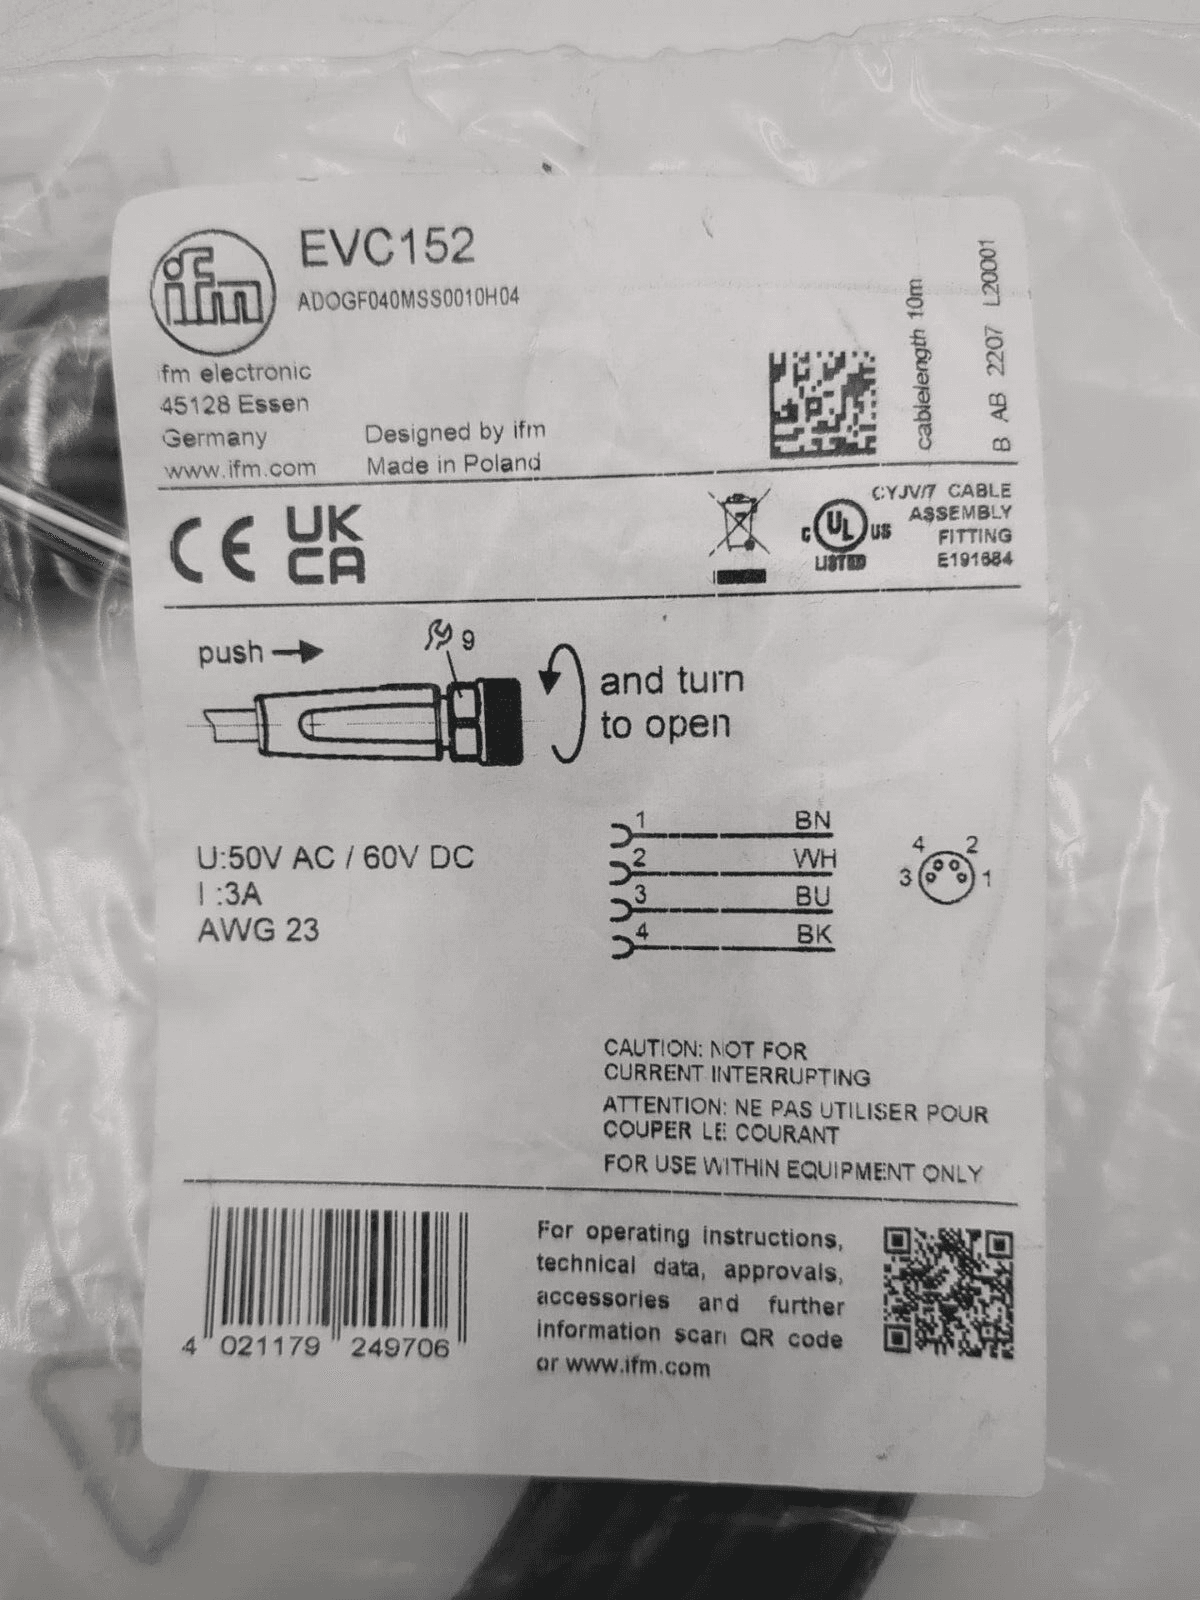 ifm
EVC152
ADOGF040MSS0010H04
ifm electronic
45128 Essen
Germany
www.ifm.com
Designed by ifm
Made in Poland
cablelength 10m
B AB 2207 L20001
CE
UK
CA
C UL US
LISTED
CYJV/7 CABLE
ASSEMBLY
FITTING
E191684
push
9
and turn
to open
U:50V AC / 60V DC
I :3A
AWG 23
1 BN
2 WH
3 BU
4 BK
4 2
3 1
CAUTION: NOT FOR
CURRENT INTERRUPTING
ATTENTION: NE PAS UTILISER POUR
COUPER LE COURANT
FOR USE WITHIN EQUIPMENT ONLY
4 021179 249706
For operating instructions,
technical data, approvals,
accessories and further
information scan QR code
or www.ifm.com